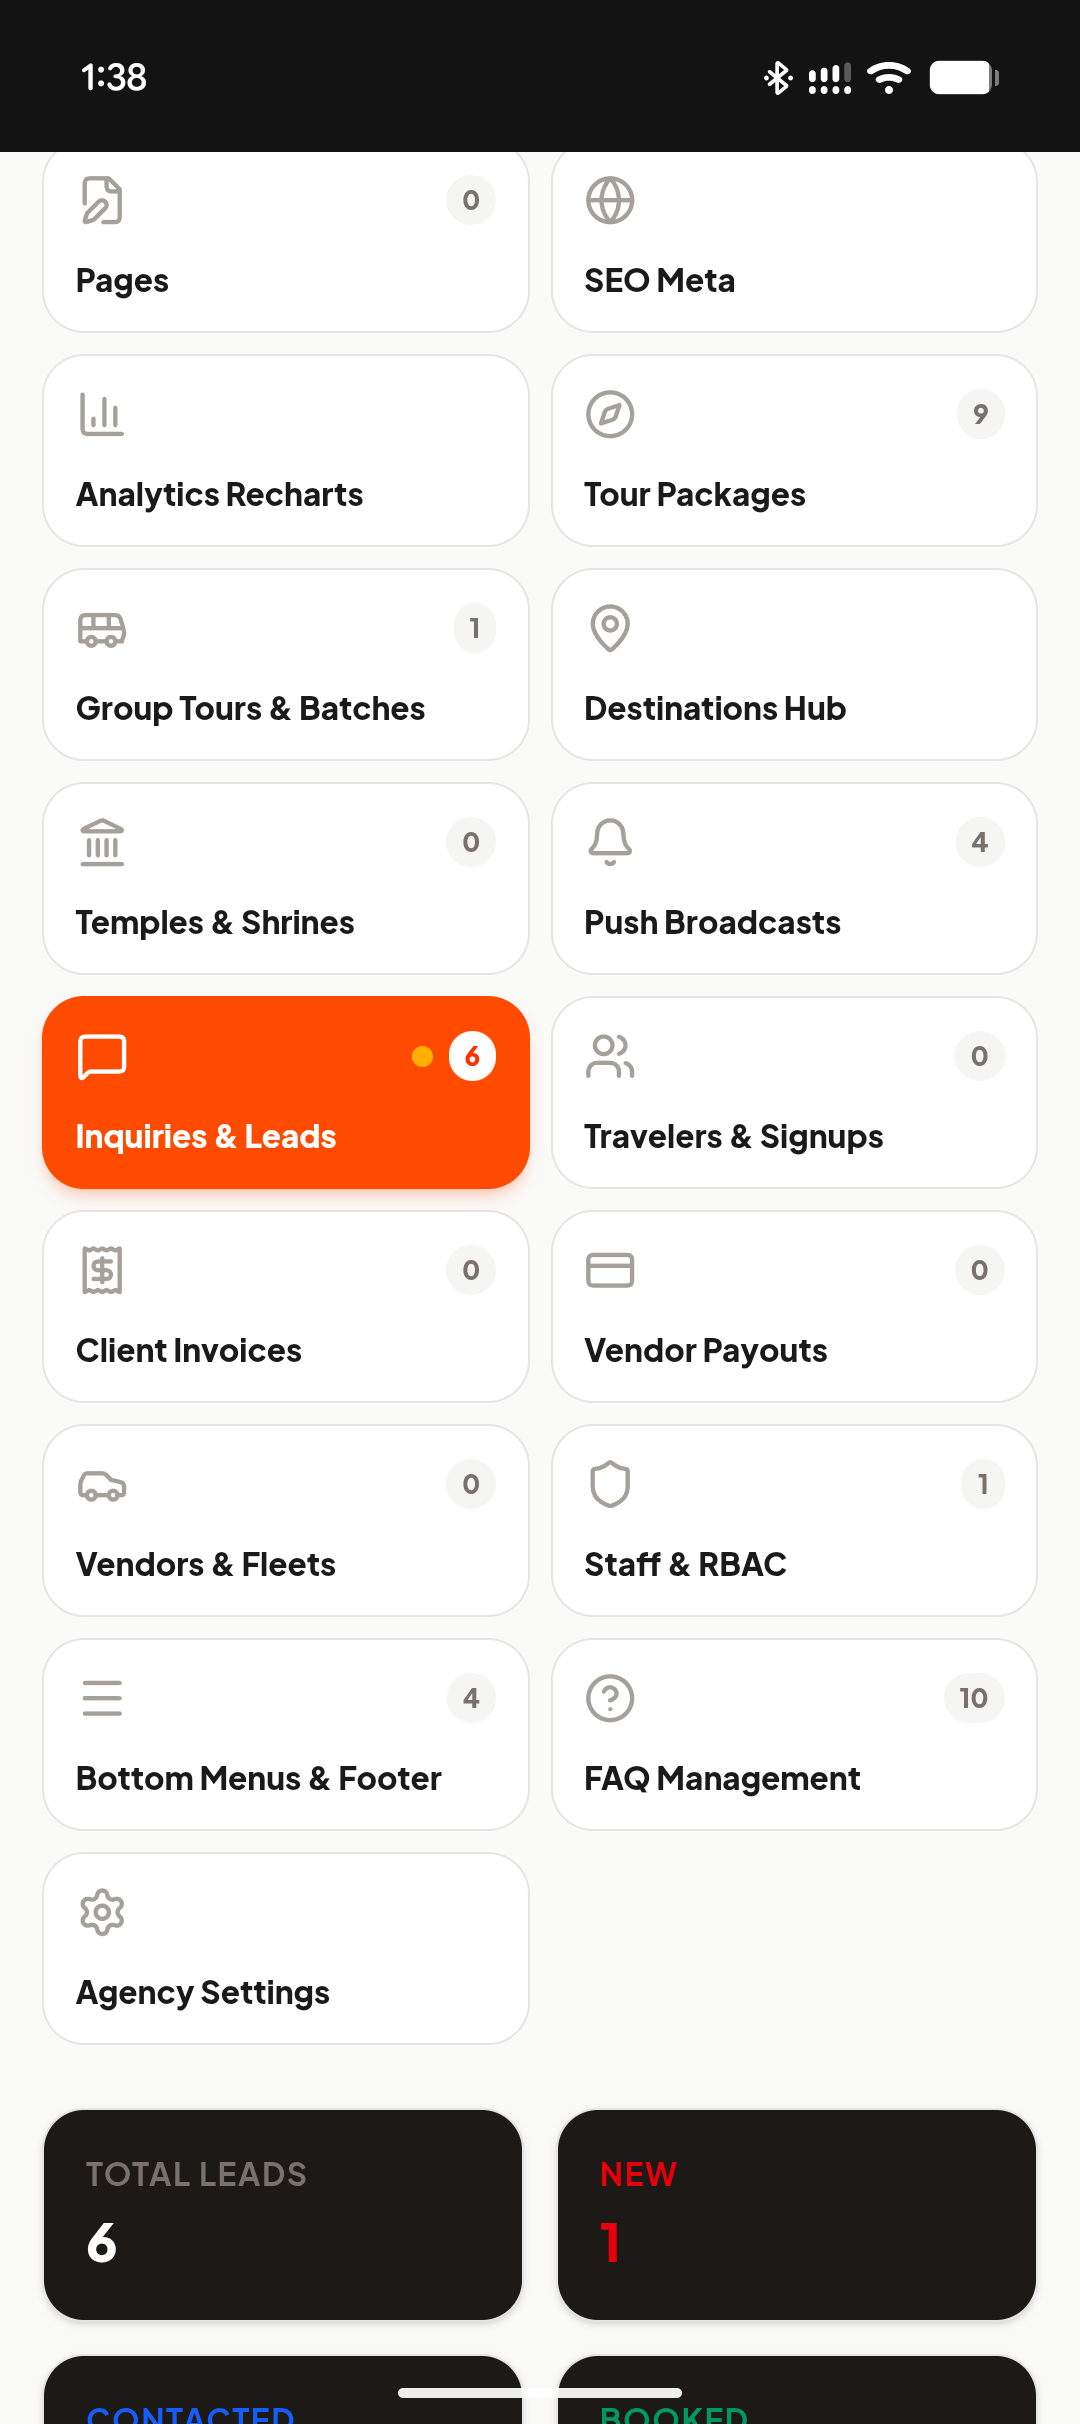 1:38
0
Pages
SEO Meta
Analytics Recharts
9
Tour Packages
1
Group Tours & Batches
Destinations Hub
0
Temples & Shrines
4
Push Broadcasts
6
Inquiries & Leads
0
Travelers & Signups
0
Client Invoices
0
Vendor Payouts
0
Vendors & Fleets
1
Staff & RBAC
4
Bottom Menus & Footer
10
FAQ Management
Agency Settings
TOTAL LEADS
6
NEW
1
CONTACTED
BOOKED